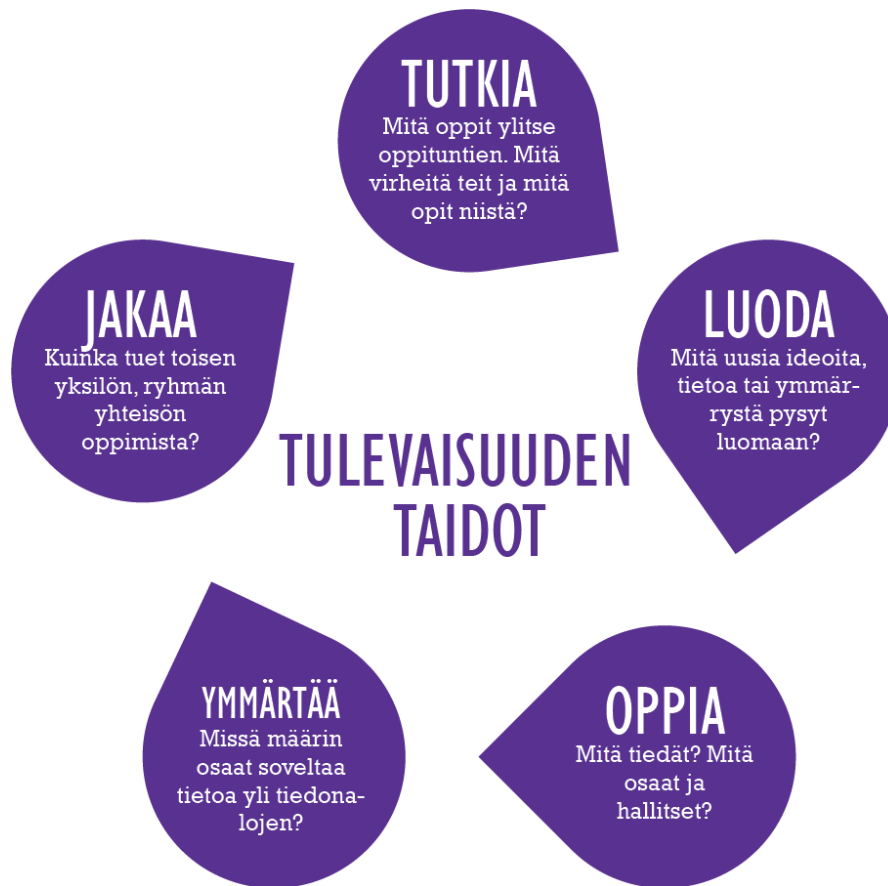 TUTKIA
Mitä oppit ylitse
oppituntien. Mitä
virheitä teit ja mitä
opit niistä?
JAKAA
Kuinka tuet toisen
yksilön, ryhmän
yhteisön
oppimista?
LUODA
Mitä uusia ideoita,
tietoa tai ymmär-
rystä pysyt
luomaan?
TULEVAISUUDEN
TAIDOT
YMMÄRTÄÄ
Missä määrin
osaat soveltaa
tietoa yli tiedona-
lojen?
OPPIA
Mitä tiedät? Mitä
osaat ja
hallitset?